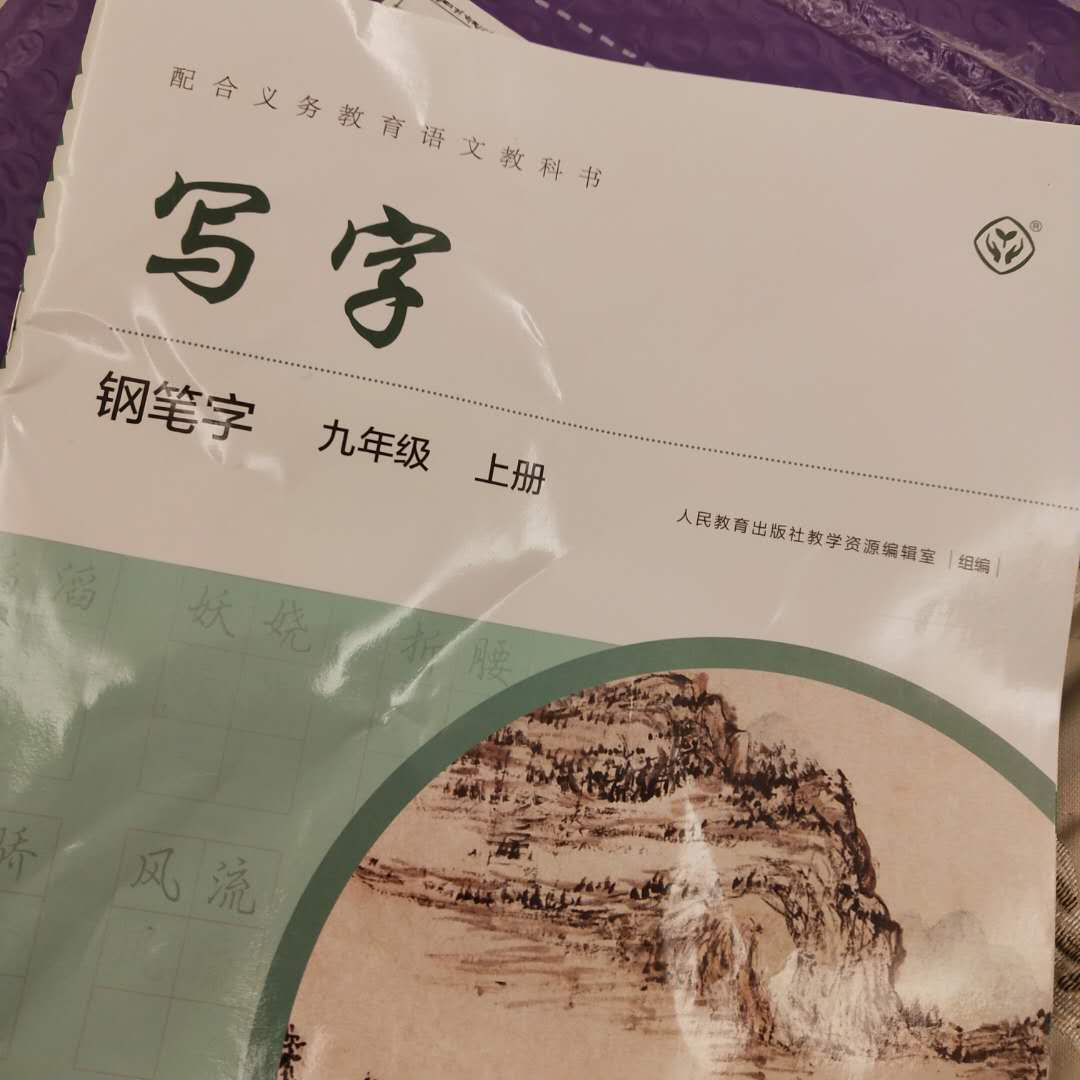 配合义务教育语文教科书
写字
®
钢笔字 九年级 上册
人民教育出版社教学资源编辑室 | 组编 |
滔 妖娆 折腰
骄 风流